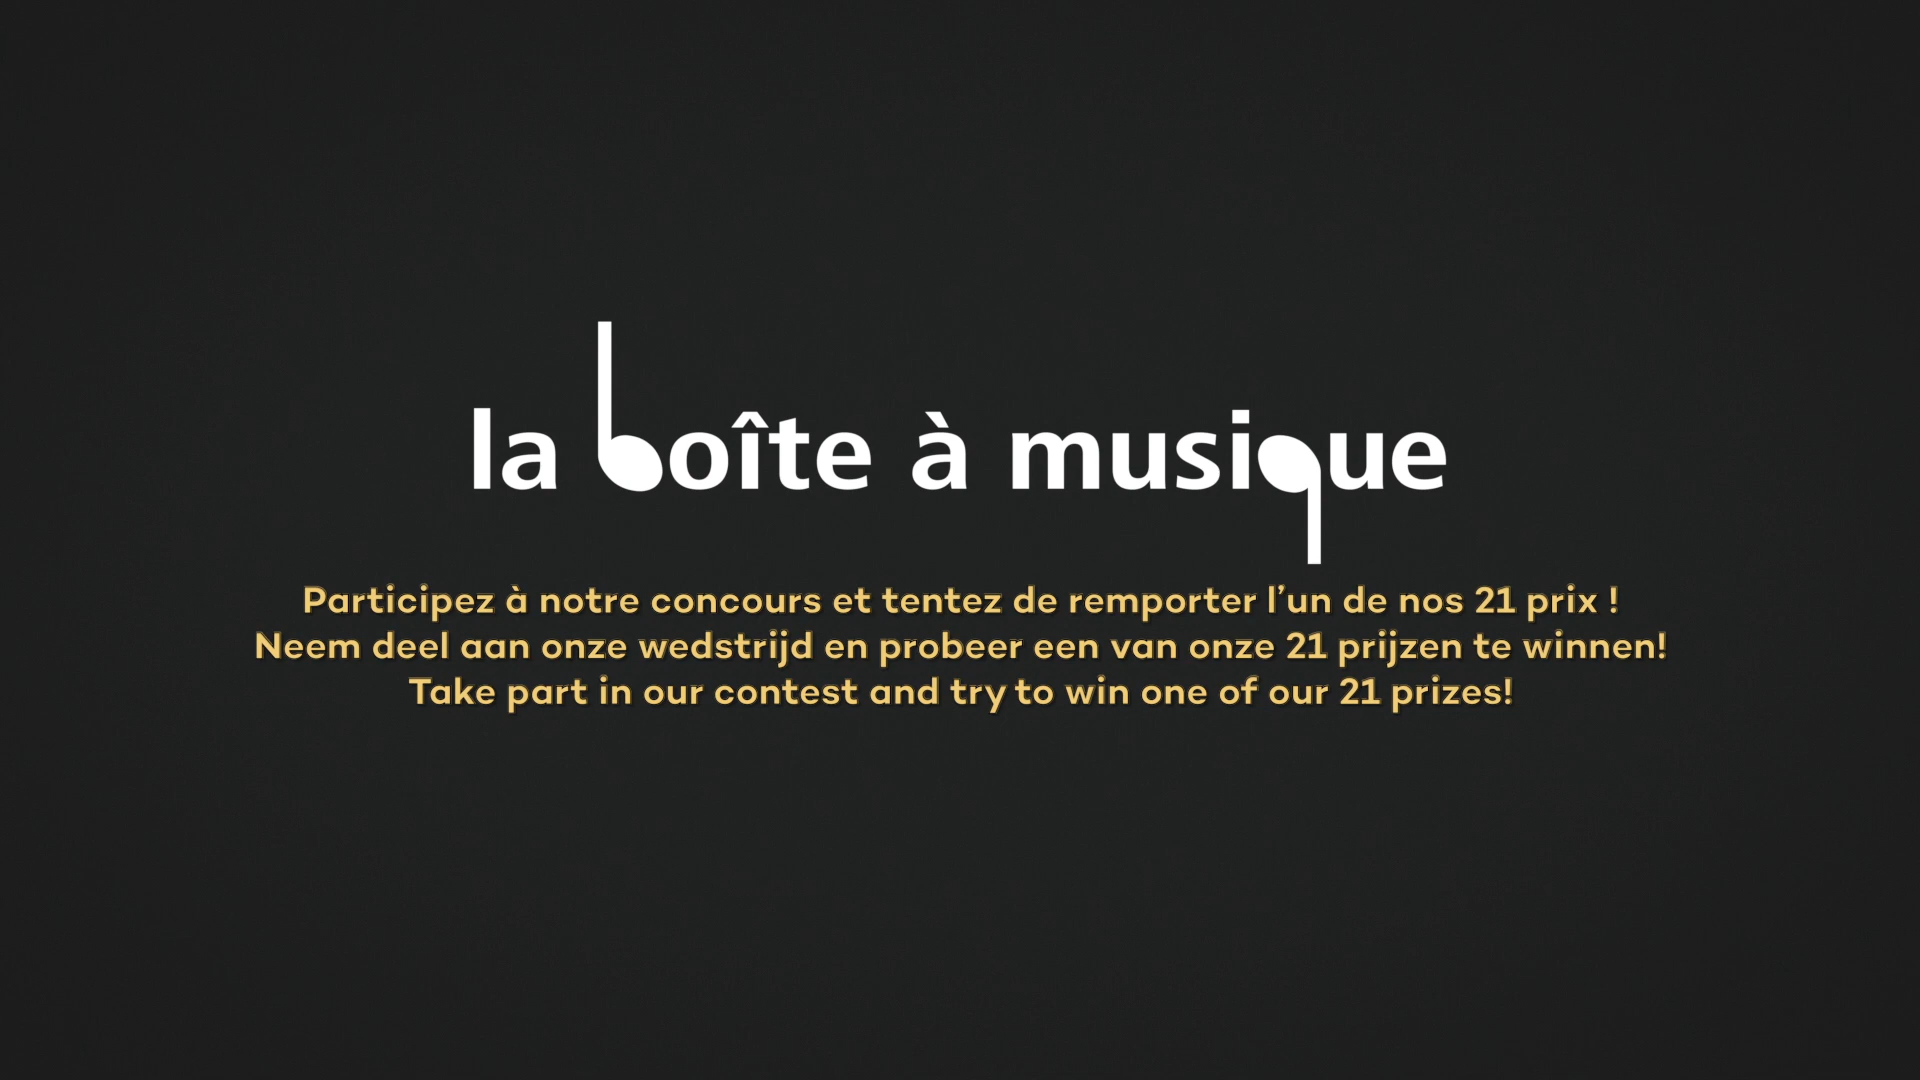 la boîte à musique
Participez à notre concours et tentez de remporter l’un de nos 21 prix !
Neem deel aan onze wedstrijd en probeer een van onze 21 prijzen te winnen!
Take part in our contest and try to win one of our 21 prizes!